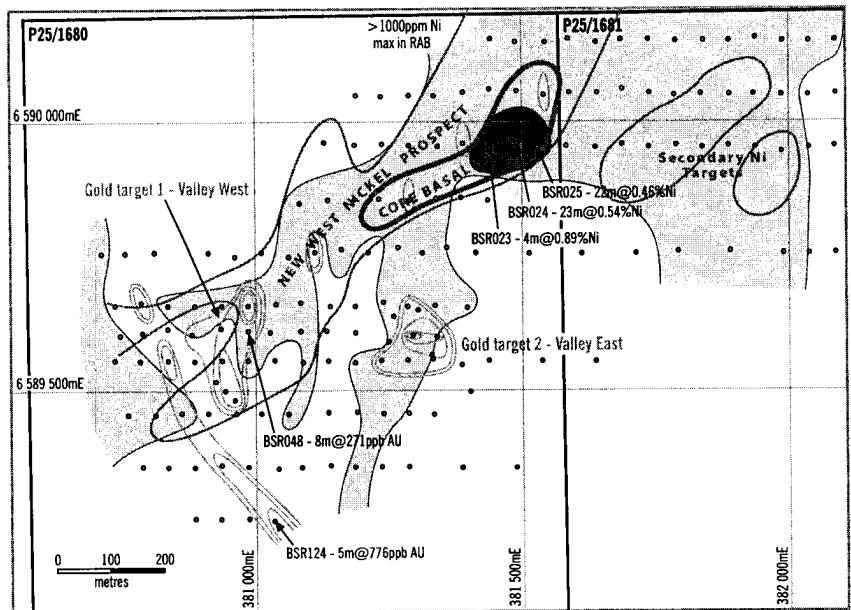 P25/1680
>1000ppm Ni
max in RAB
P25/1681
6 590 000mE
NEW WEST NICKEL PROSPECT
CORE BASAL
Secondary Ni
Targets
Gold target 1 - Valley West
BSR025 - 22m@0.46%Ni
BSR024 - 23m@0.54%Ni
BSR023 - 4m@0.89%Ni
Gold target 2 - Valley East
6 589 500mE
BSR048 - 8m@271ppb AU
BSR124 - 5m@776ppb AU
0 100 200
metres
381 000mE
381 500mE
382 000mE